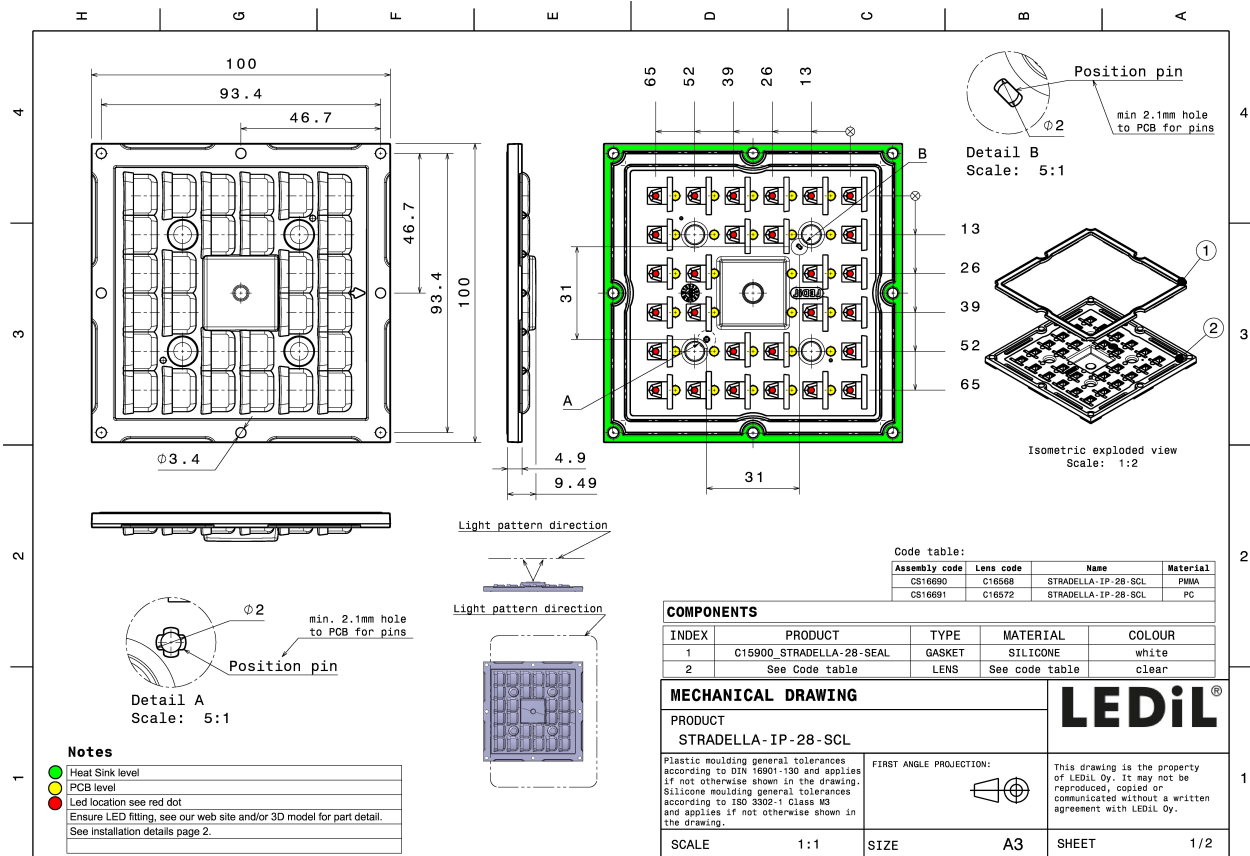 H G F E D C B A
4
3
2
1
100
93.4
46.7
46.7
93.4
100
Ø3.4
4.9
9.49
65 52 39 26 13
B
13
26
39
52
65
31
A
31
LEDiL
Position pin
min 2.1mm hole
to PCB for pins
Ø2
Detail B
Scale: 5:1
1
2
Isometric exploded view
Scale: 1:2
4
3
2
1
Light pattern direction
Light pattern direction
Ø2
min. 2.1mm hole
to PCB for pins
Position pin
Detail A
Scale: 5:1
Notes
Heat Sink level
PCB level
Led location see red dot
Ensure LED fitting, see our web site and/or 3D model for part detail.
See installation details page 2.
Code table:
Assembly code Lens code Name Material
CS16690 C16568 STRADELLA-IP-28-SCL PMMA
CS16691 C16572 STRADELLA-IP-28-SCL PC
COMPONENTS
INDEX PRODUCT TYPE MATERIAL COLOUR
1 C15900_STRADELLA-28-SEAL GASKET SILICONE white
2 See Code table LENS See code table clear
MECHANICAL DRAWING
PRODUCT
STRADELLA-IP-28-SCL
LEDiL®
Plastic moulding general tolerances
according to DIN 16901-130 and applies
if not otherwise shown in the drawing.
Silicone moulding general tolerances
according to ISO 3302-1 Class M3
and applies if not otherwise shown in
the drawing.
FIRST ANGLE PROJECTION:
This drawing is the property
of LEDiL Oy. It may not be
reproduced, copied or
communicated without a written
agreement with LEDiL Oy.
SCALE 1:1 SIZE A3 SHEET 1/2